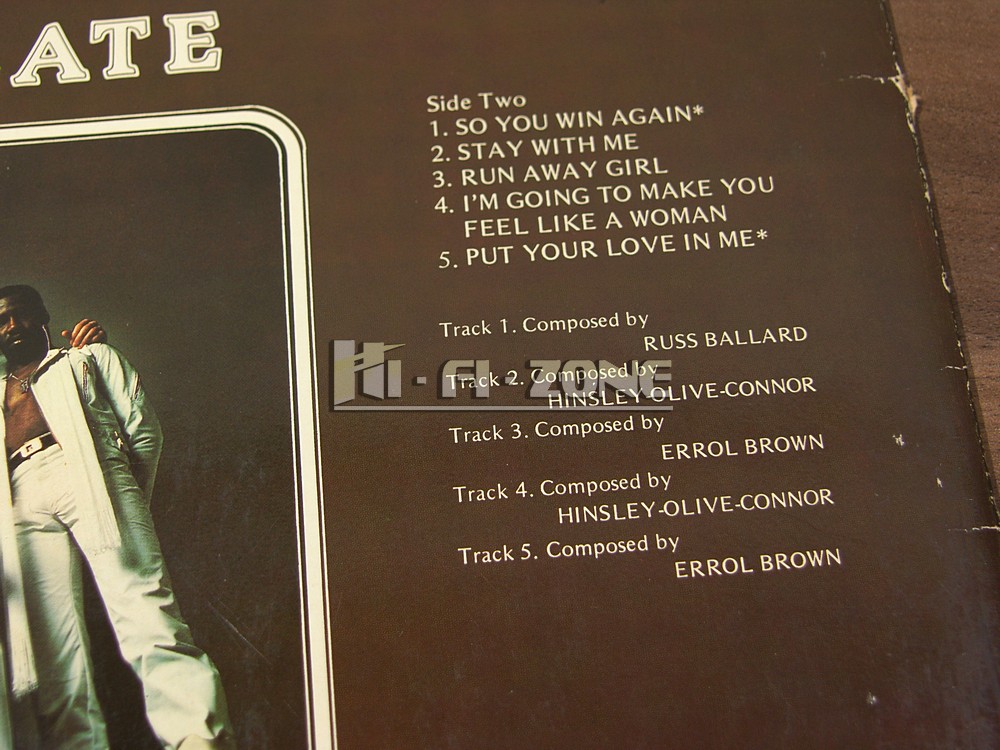 ATE
Side Two
1. SO YOU WIN AGAIN*
2. STAY WITH ME
3. RUN AWAY GIRL
4. I'M GOING TO MAKE YOU
FEEL LIKE A WOMAN
5. PUT YOUR LOVE IN ME*
Track 1. Composed by
RUSS BALLARD
HI-FI-ZONE
Track 2. Composed by
HINSLEY-OLIVE-CONNOR
Track 3. Composed by
ERROL BROWN
Track 4. Composed by
HINSLEY-OLIVE-CONNOR
Track 5. Composed by
ERROL BROWN